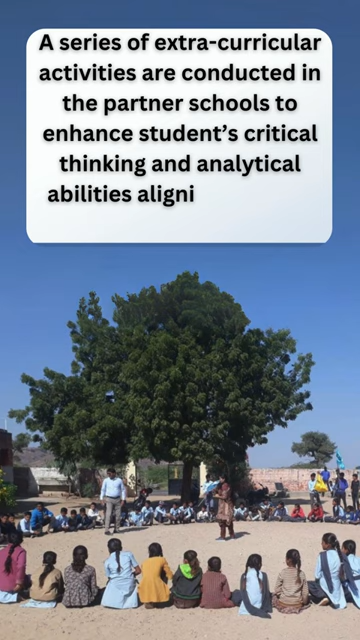 A series of extra-curricular
activities are conducted in
the partner schools to
enhance student’s critical
thinking and analytical
abilities aligni